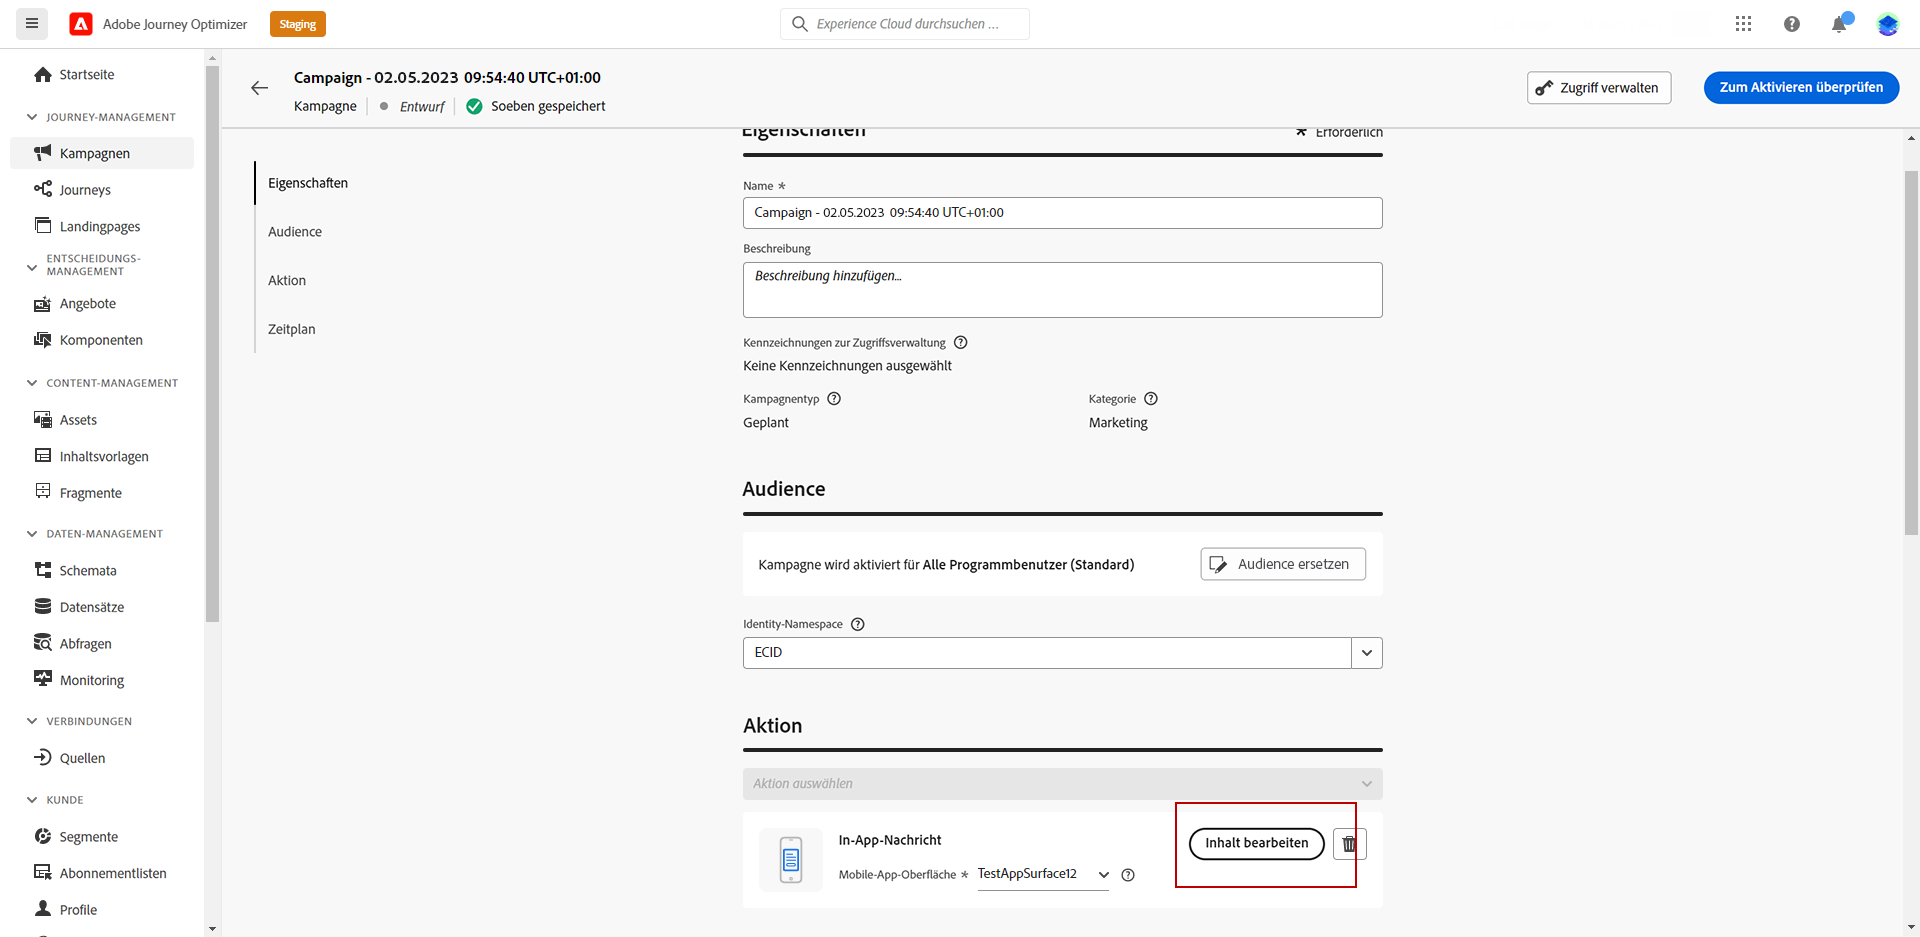 Adobe Journey Optimizer
Staging
Experience Cloud durchsuchen ...
Startseite
JOURNEY-MANAGEMENT
Kampagnen
Journeys
Landingpages
ENTSCHEIDUNGS-
MANAGEMENT
Angebote
Komponenten
CONTENT-MANAGEMENT
Assets
Inhaltsvorlagen
Fragmente
DATEN-MANAGEMENT
Schemata
Datensätze
Abfragen
Monitoring
VERBINDUNGEN
Quellen
KUNDE
Segmente
Abonnementlisten
Profile
Campaign - 02.05.2023 09:54:40 UTC+01:00
Kampagne
Entwurf
Soeben gespeichert
Zugriff verwalten
Zum Aktivieren überprüfen
Eigenschaften
Audience
Aktion
Zeitplan
Eigenschaften
* Erforderlich
Name *
Campaign - 02.05.2023 09:54:40 UTC+01:00
Beschreibung
Beschreibung hinzufügen...
Kennzeichnungen zur Zugriffsverwaltung
Keine Kennzeichnungen ausgewählt
Kampagnentyp
Geplant
Kategorie
Marketing
Audience
Kampagne wird aktiviert für Alle Programmbenutzer (Standard)
Audience ersetzen
Identity-Namespace
ECID
Aktion
Aktion auswählen
In-App-Nachricht
Mobile-App-Oberfläche *
TestAppSurface12
Inhalt bearbeiten